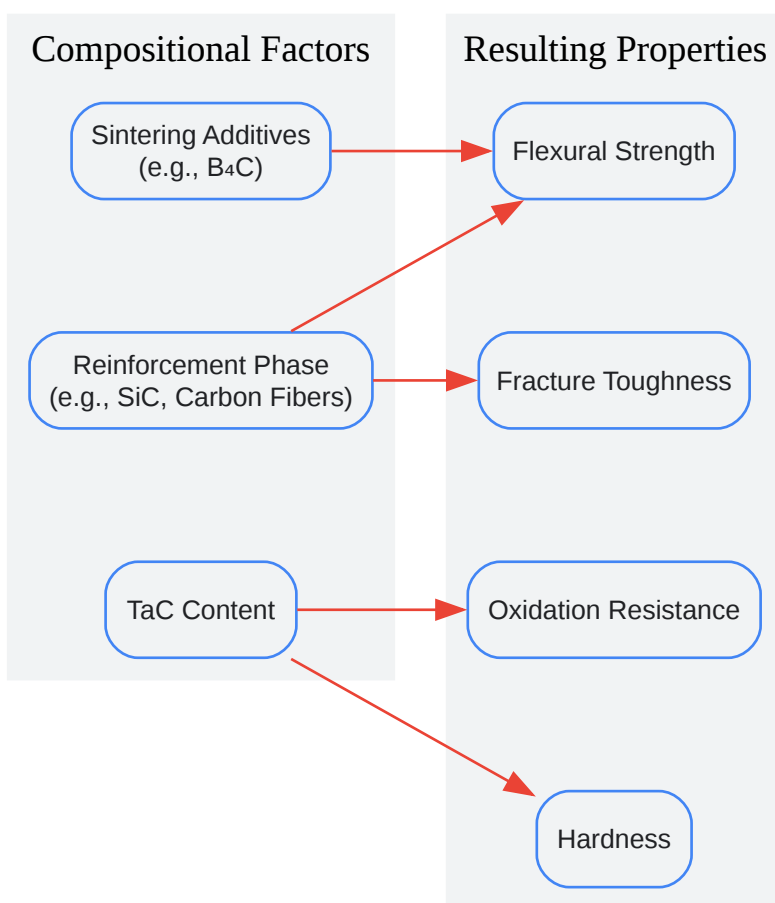 Compositional Factors
Resulting Properties
Sintering Additives
(e.g., B₄C)
Flexural Strength
Reinforcement Phase
(e.g., SiC, Carbon Fibers)
Fracture Toughness
TaC Content
Oxidation Resistance
Hardness